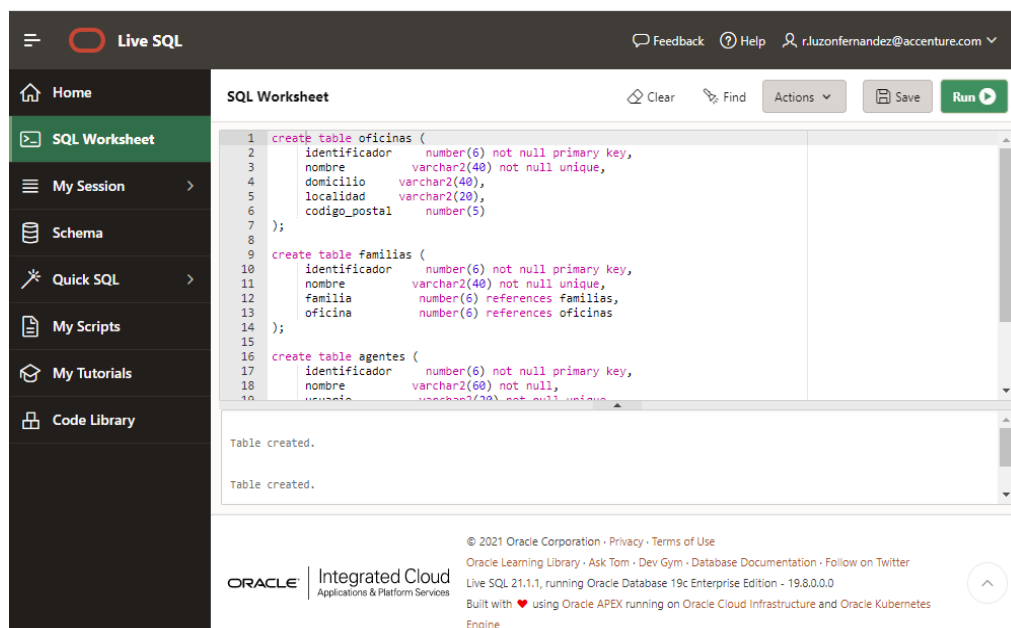 Live SQL
Feedback Help r.luzonfernandez@accenture.com
Home
SQL Worksheet
My Session
Schema
Quick SQL
My Scripts
My Tutorials
Code Library
SQL Worksheet Clear Find Actions Save Run
1 create table oficinas (
2 identificador number(6) not null primary key,
3 nombre varchar2(40) not null unique,
4 domicilio varchar2(40),
5 localidad varchar2(20),
6 codigo_postal number(5)
7 );
8
9 create table familias (
10 identificador number(6) not null primary key,
11 nombre varchar2(40) not null unique,
12 familia number(6) references familias,
13 oficina number(6) references oficinas
14 );
15
16 create table agentes (
17 identificador number(6) not null primary key,
18 nombre varchar2(60) not null,
19 usuario varchar2(20) not null unique
Table created.
Table created.
ORACLE Integrated Cloud
Applications & Platform Services
© 2021 Oracle Corporation · Privacy · Terms of Use
Oracle Learning Library · Ask Tom · Dev Gym · Database Documentation · Follow on Twitter
Live SQL 21.1.1, running Oracle Database 19c Enterprise Edition - 19.8.0.0.0
Built with ❤ using Oracle APEX running on Oracle Cloud Infrastructure and Oracle Kubernetes
Engine